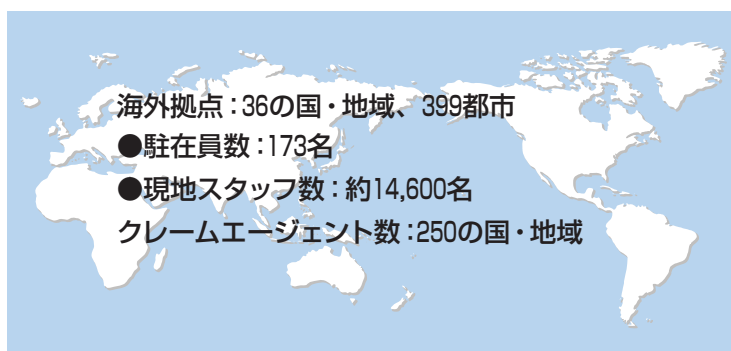 海外拠点：36の国・地域、399都市
●駐在員数：173名
●現地スタッフ数：約14,600名
クレームエージェント数：250の国・地域